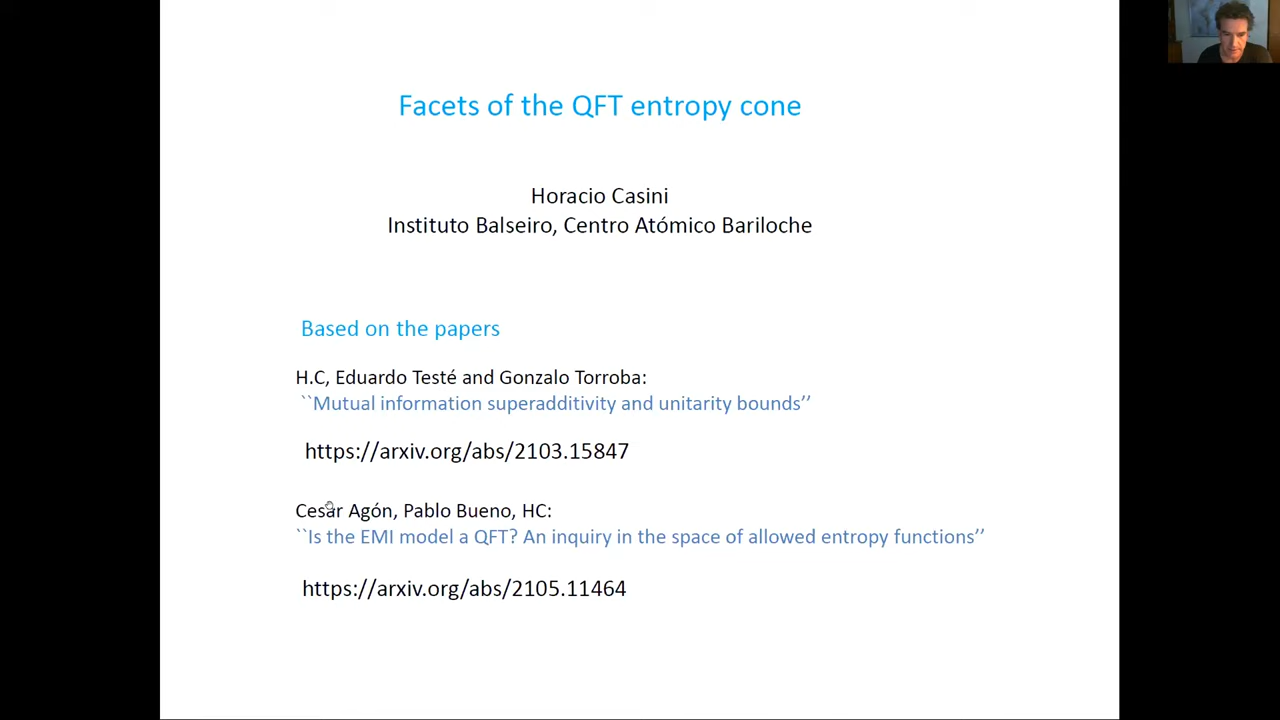 Facets of the QFT entropy cone
Horacio Casini
Instituto Balseiro, Centro Atómico Bariloche
Based on the papers
H.C, Eduardo Testé and Gonzalo Torroba:
``Mutual information superadditivity and unitarity bounds’’
https://arxiv.org/abs/2103.15847
Cesar Agón, Pablo Bueno, HC:
``Is the EMI model a QFT? An inquiry in the space of allowed entropy functions’’
https://arxiv.org/abs/2105.11464